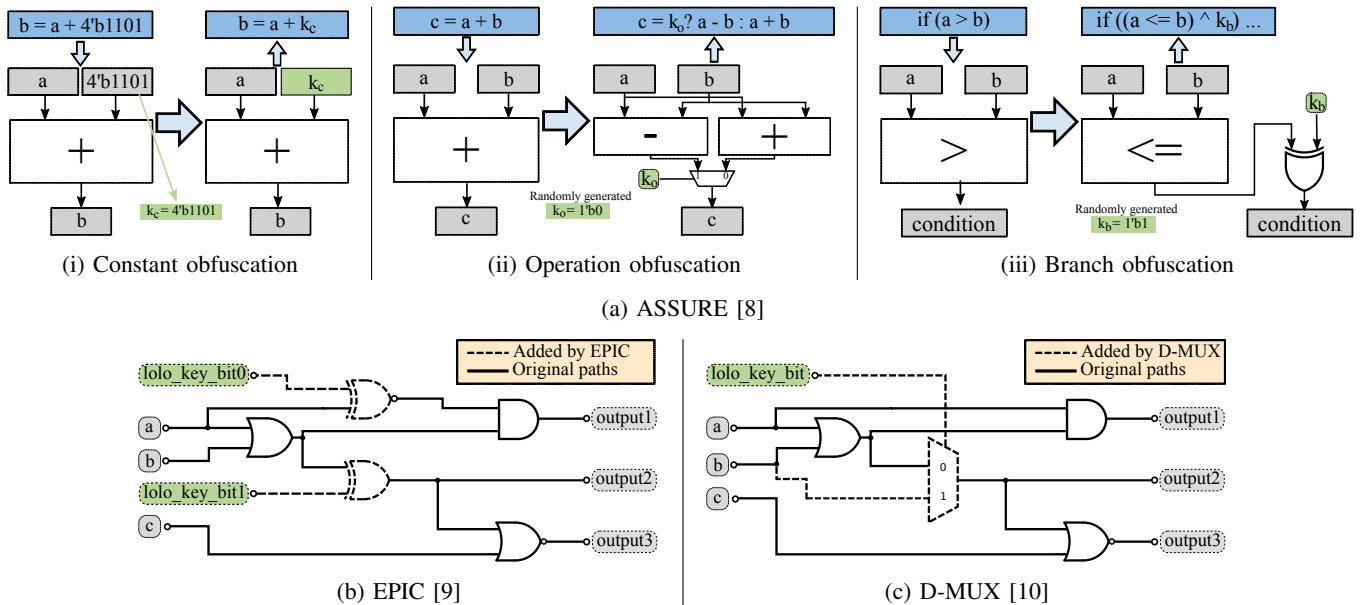 b = a + 4'b1101
b = a + kc
a
4'b1101
a
kc
+
+
b
kc = 4'b1101
b
(i) Constant obfuscation
c = a + b
c = ko? a - b : a + b
a
b
a
b
+
-
+
1
0
ko
Randomly generated
ko = 1'b0
c
c
(ii) Operation obfuscation
if (a > b)
if ((a <= b) ^ kb) ...
a
b
a
b
kb
>
<=
Randomly generated
kb = 1'b1
condition
condition
(iii) Branch obfuscation
(a) ASSURE [8]
Added by EPIC
Original paths
lolo_key_bit0
a
b
lolo_key_bit1
c
output1
output2
output3
(b) EPIC [9]
Added by D-MUX
Original paths
lolo_key_bit
a
b
c
0
1
output1
output2
output3
(c) D-MUX [10]